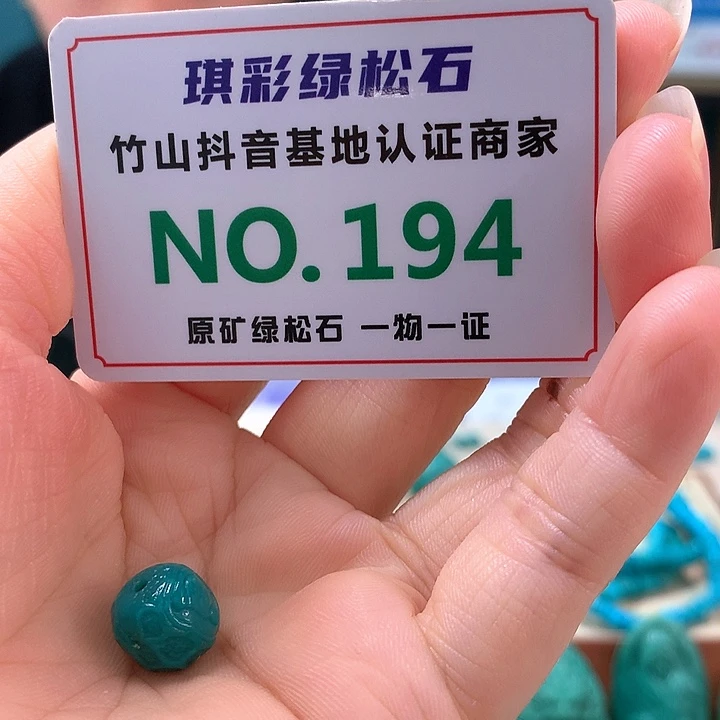 琪彩绿松石
竹山抖音基地认证商家
NO.194
原矿绿松石 一物一证